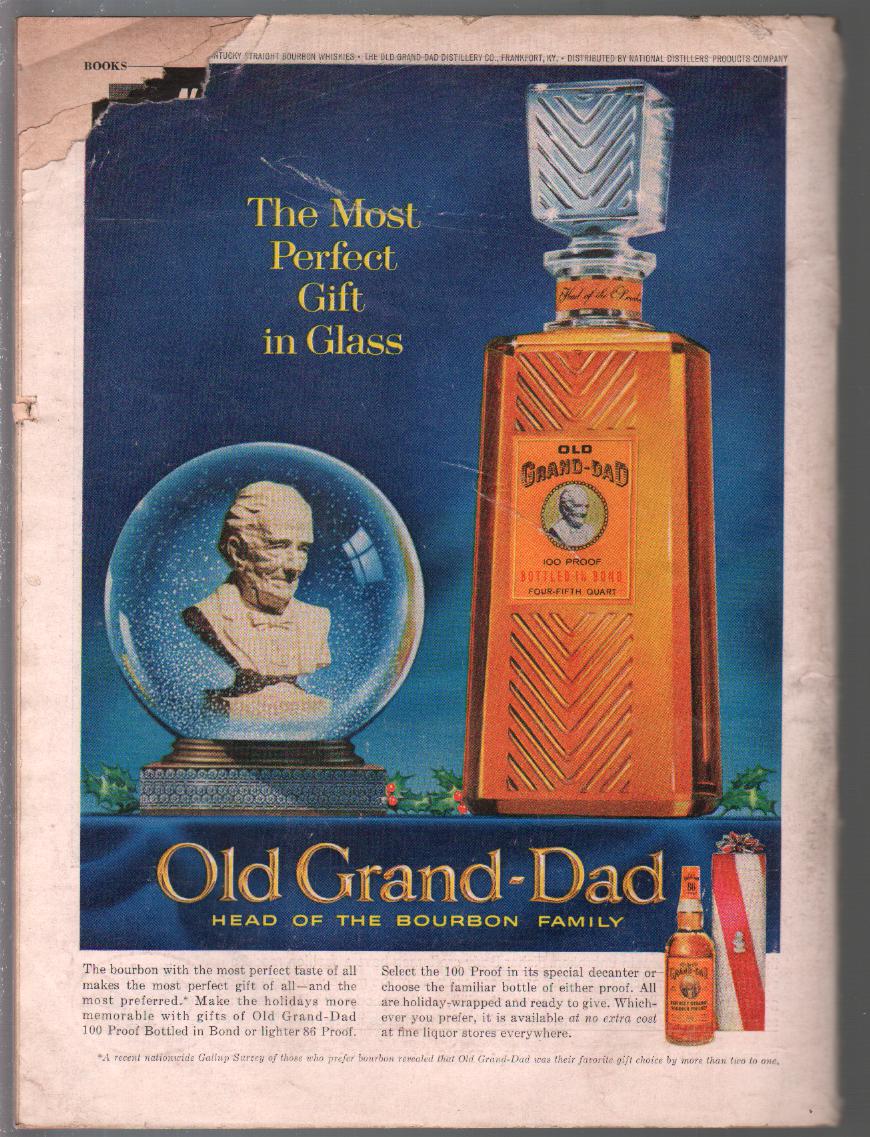 BOOKS
TUCKY STRAIGHT BOURBON WHISKIES • THE OLD GRAND-DAD DISTILLERY CO., FRANKFORT, KY. • DISTRIBUTED BY NATIONAL DISTILLERS PRODUCTS COMPANY
The Most
Perfect
Gift
in Glass
Head of the
OLD
GRAND-DAD
100 PROOF
BOTTLED IN BOND
FOUR-FIFTH QUART
Old Grand-Dad
HEAD OF THE BOURBON FAMILY
86
GRAND-DAD
The bourbon with the most perfect taste of all
makes the most perfect gift of all—and the
most preferred.* Make the holidays more
memorable with gifts of Old Grand-Dad
100 Proof Bottled in Bond or lighter 86 Proof.
Select the 100 Proof in its special decanter or
choose the familiar bottle of either proof. All
are holiday-wrapped and ready to give. Which-
ever you prefer, it is available at no extra cost
at fine liquor stores everywhere.
*A recent nationwide Gallup Survey of those who prefer bourbon revealed that Old Grand-Dad was their favorite gift choice by more than two to one.